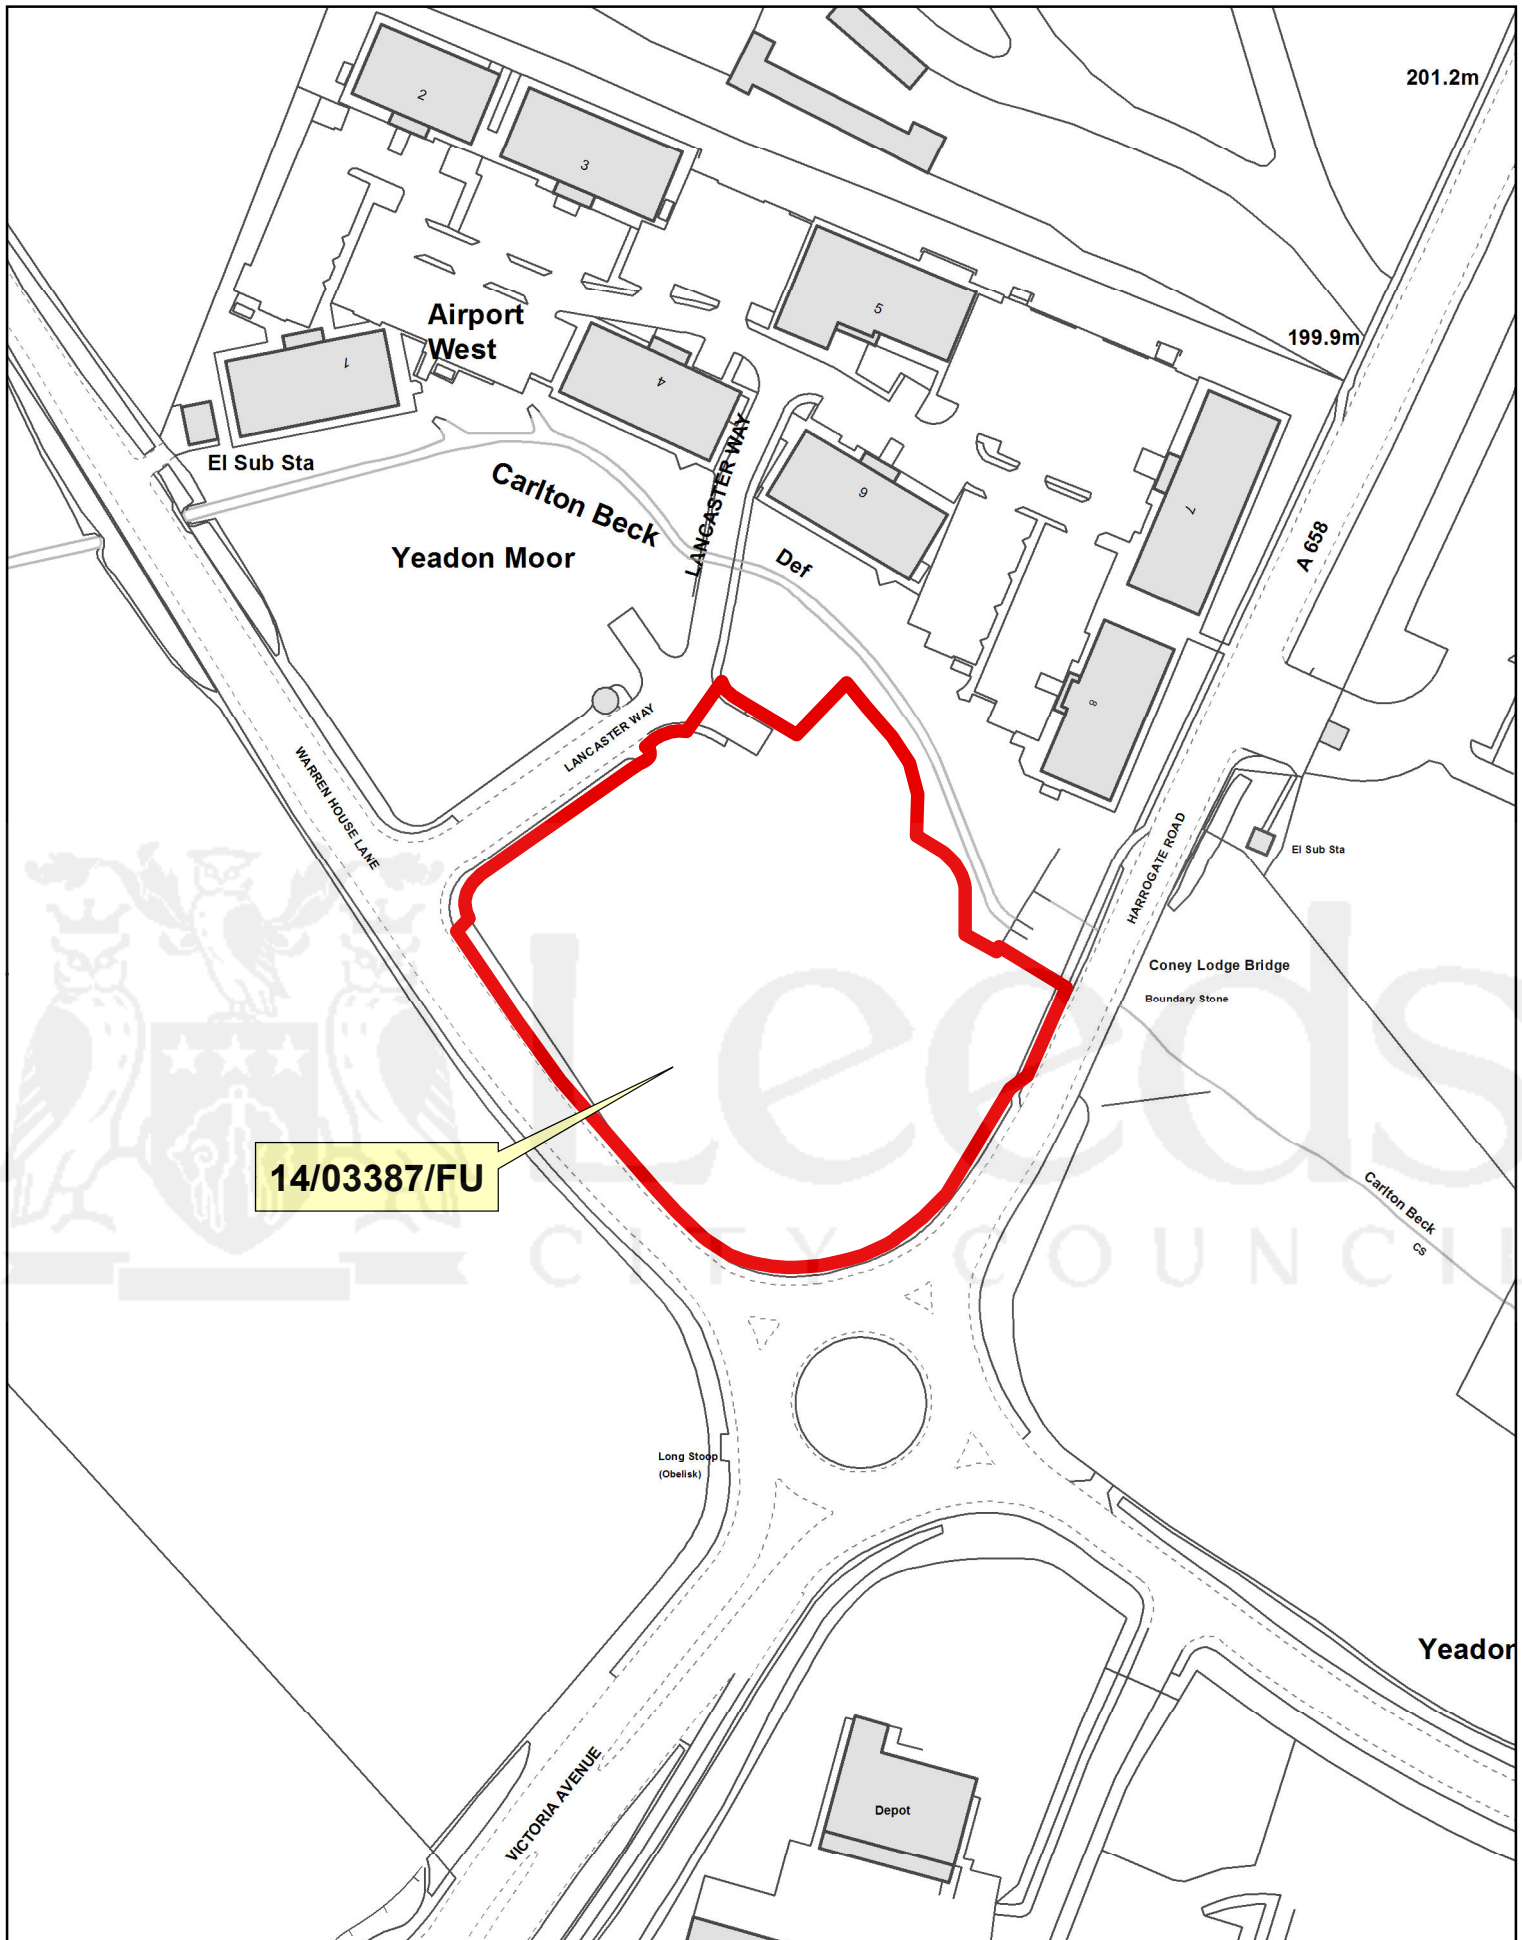 201.2m
2
3
5
199.9m
Airport
West
1
4
LANCASTER WAY
El Sub Sta
Carlton Beck
6
7
A 658
Yeadon Moor
Def
8
LANCASTER WAY
WARREN HOUSE LANE
HARROGATE ROAD
El Sub Sta
Leeds
CITY COUNCIL
Coney Lodge Bridge
Boundary Stone
14/03387/FU
Carlton Beck
CS
Long Stoop
(Obelisk)
Yeadon
VICTORIA AVENUE
Depot